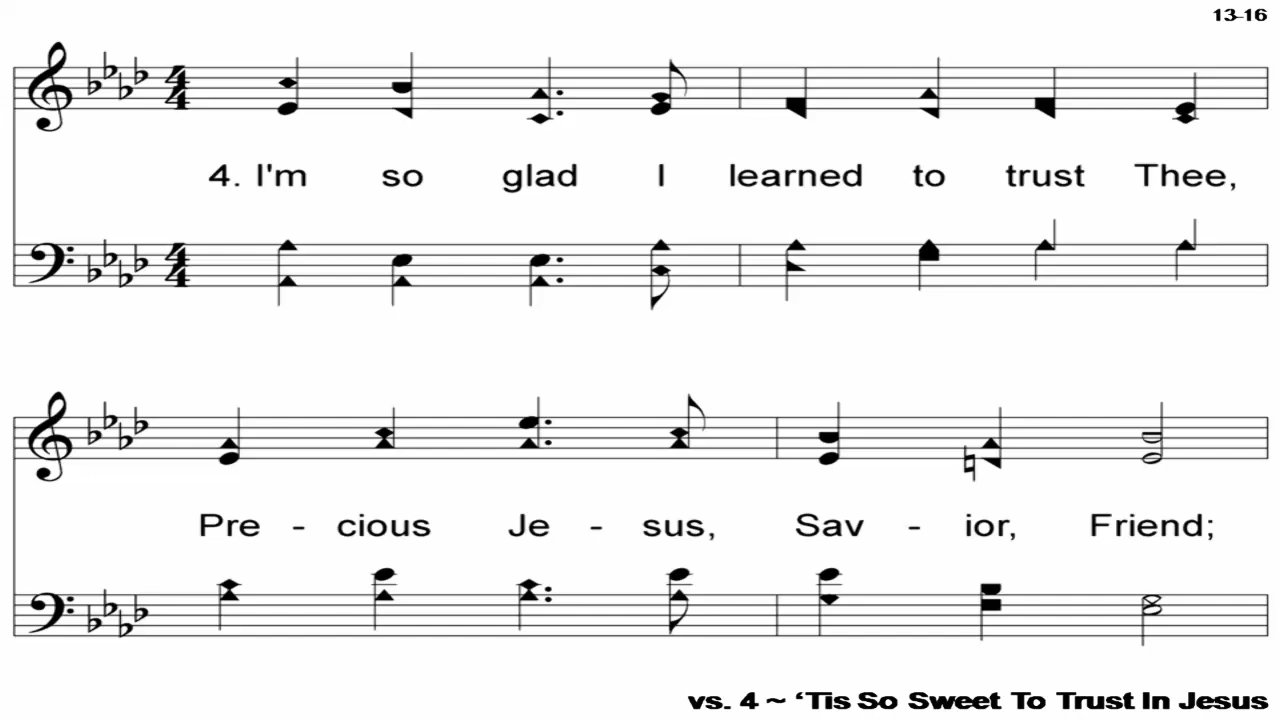 13-16
4. I'm so glad I learned to trust Thee,
Pre - cious Je - sus, Sav - ior, Friend;
vs. 4 ~ ‘Tis So Sweet To Trust In Jesus